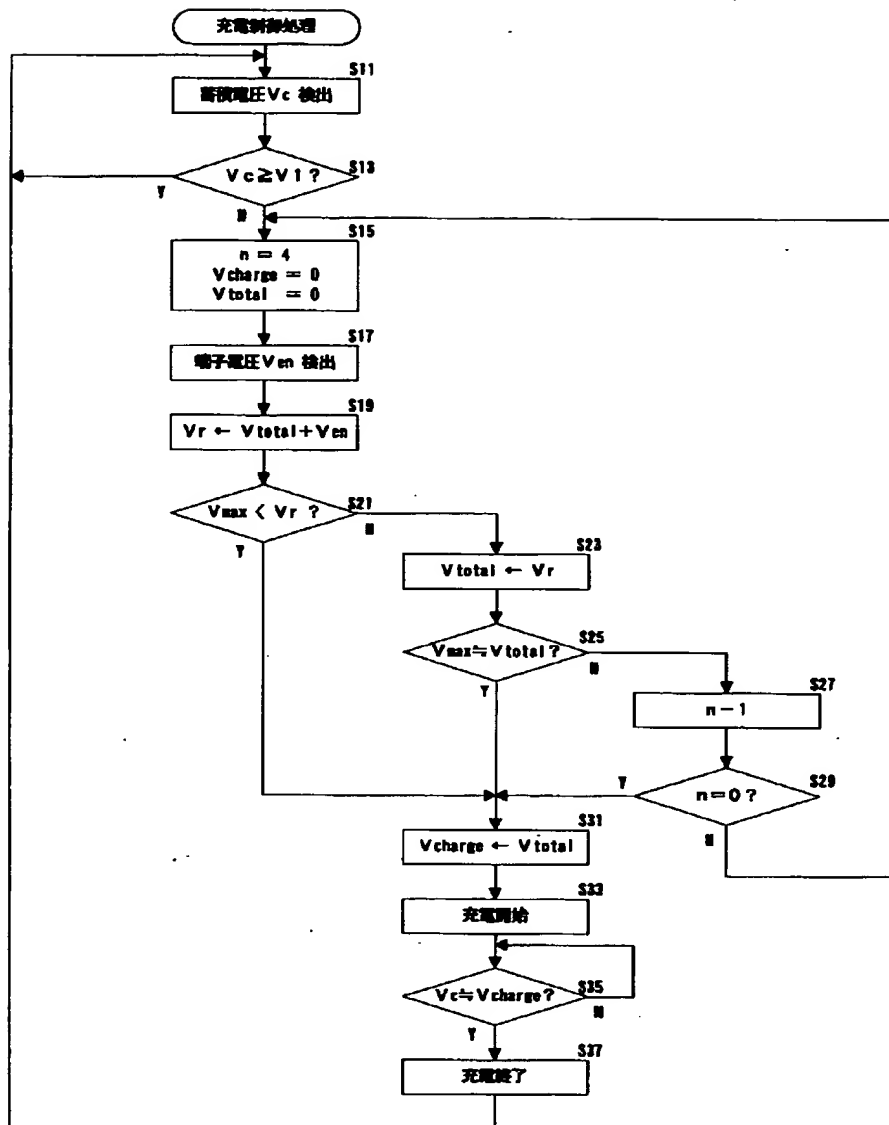 充電制御処理
S11
蓄積電圧Vc 検出
S13
Vc≧V1?
Y
N
S15
n = 4
Vcharge = 0
Vtotal = 0
S17
端子電圧Ven 検出
S19
Vr ← Vtotal+Ven
S21
Vmax < Vr ?
N
Y
S23
Vtotal ← Vr
S25
Vmax≒Vtotal?
N
Y
S27
n-1
S29
n=0?
Y
N
S31
Vcharge ← Vtotal
S33
充電開始
S35
Vc≒Vcharge?
N
Y
S37
充電終了